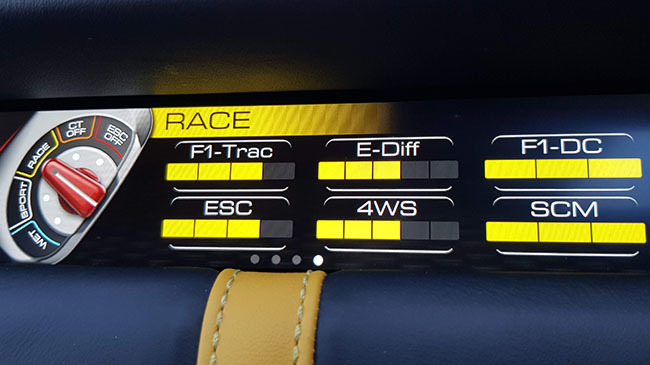 RACE
CT
OFF
ESC
OFF
RACE
SPORT
WET
F1-Trac
E-Diff
F1-DC
ESC
4WS
SCM